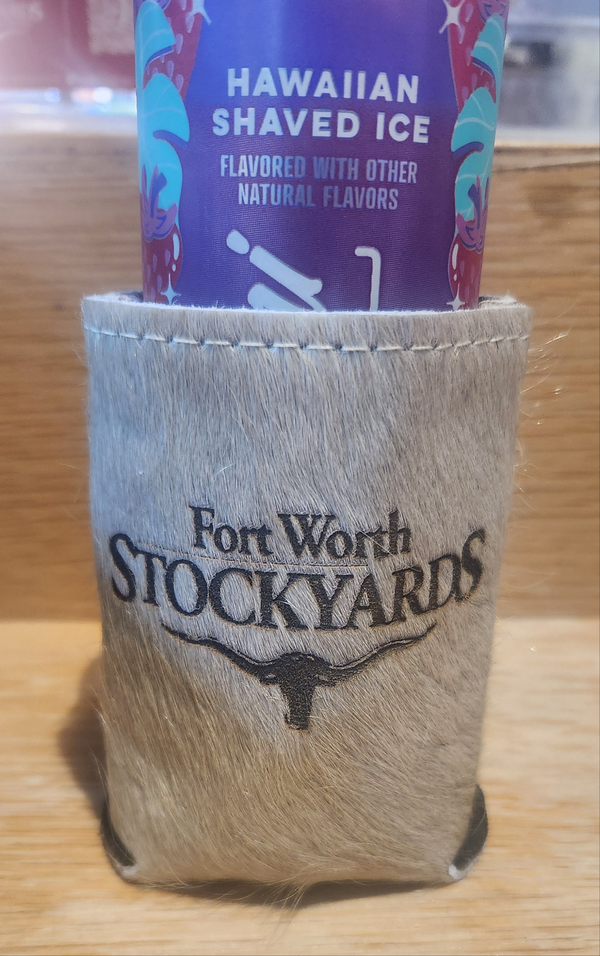 HAWAIIAN
SHAVED ICE
FLAVORED WITH OTHER
NATURAL FLAVORS
Fort Worth
STOCKYARDS